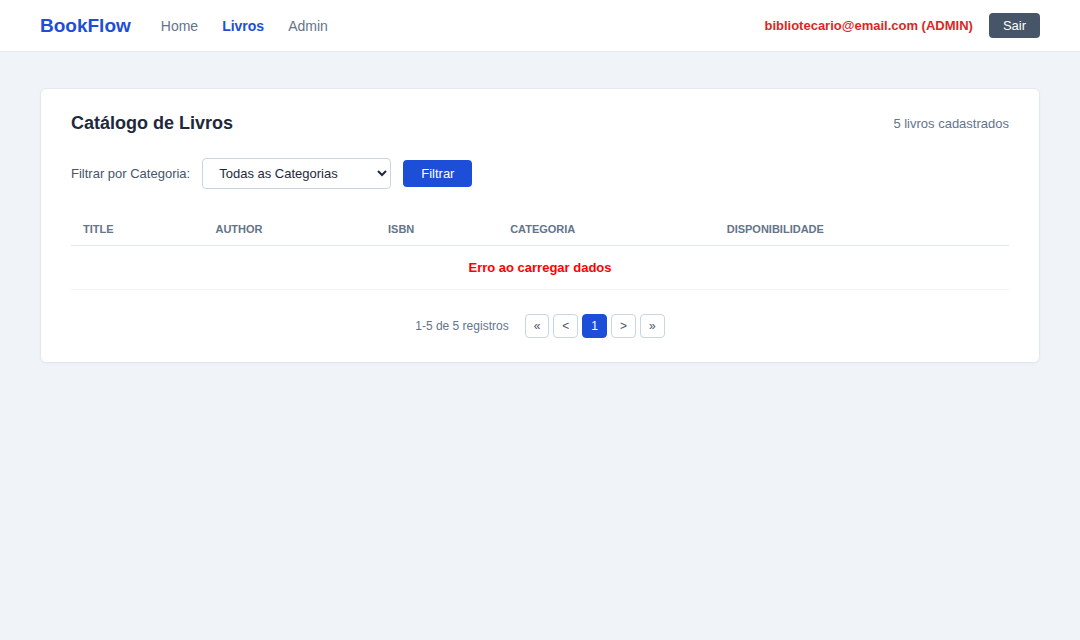 BookFlow Home Livros Admin bibliotecario@email.com (ADMIN) Sair
Catálogo de Livros 5 livros cadastrados
Filtrar por Categoria: Todas as Categorias Filtrar
TITLE AUTHOR ISBN CATEGORIA DISPONIBILIDADE
Erro ao carregar dados
1-5 de 5 registros « < 1 > »